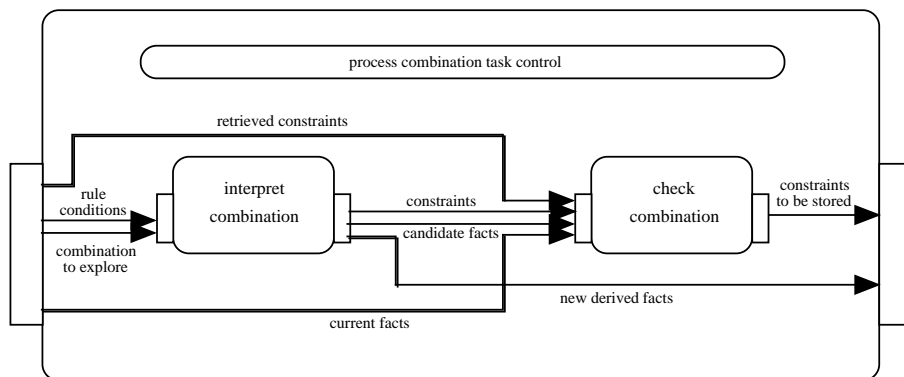 process combination task control
retrieved constraints
interpret
combination
check
combination
rule
conditions
constraints
constraints
to be stored
candidate facts
combination
to explore
new derived facts
current facts